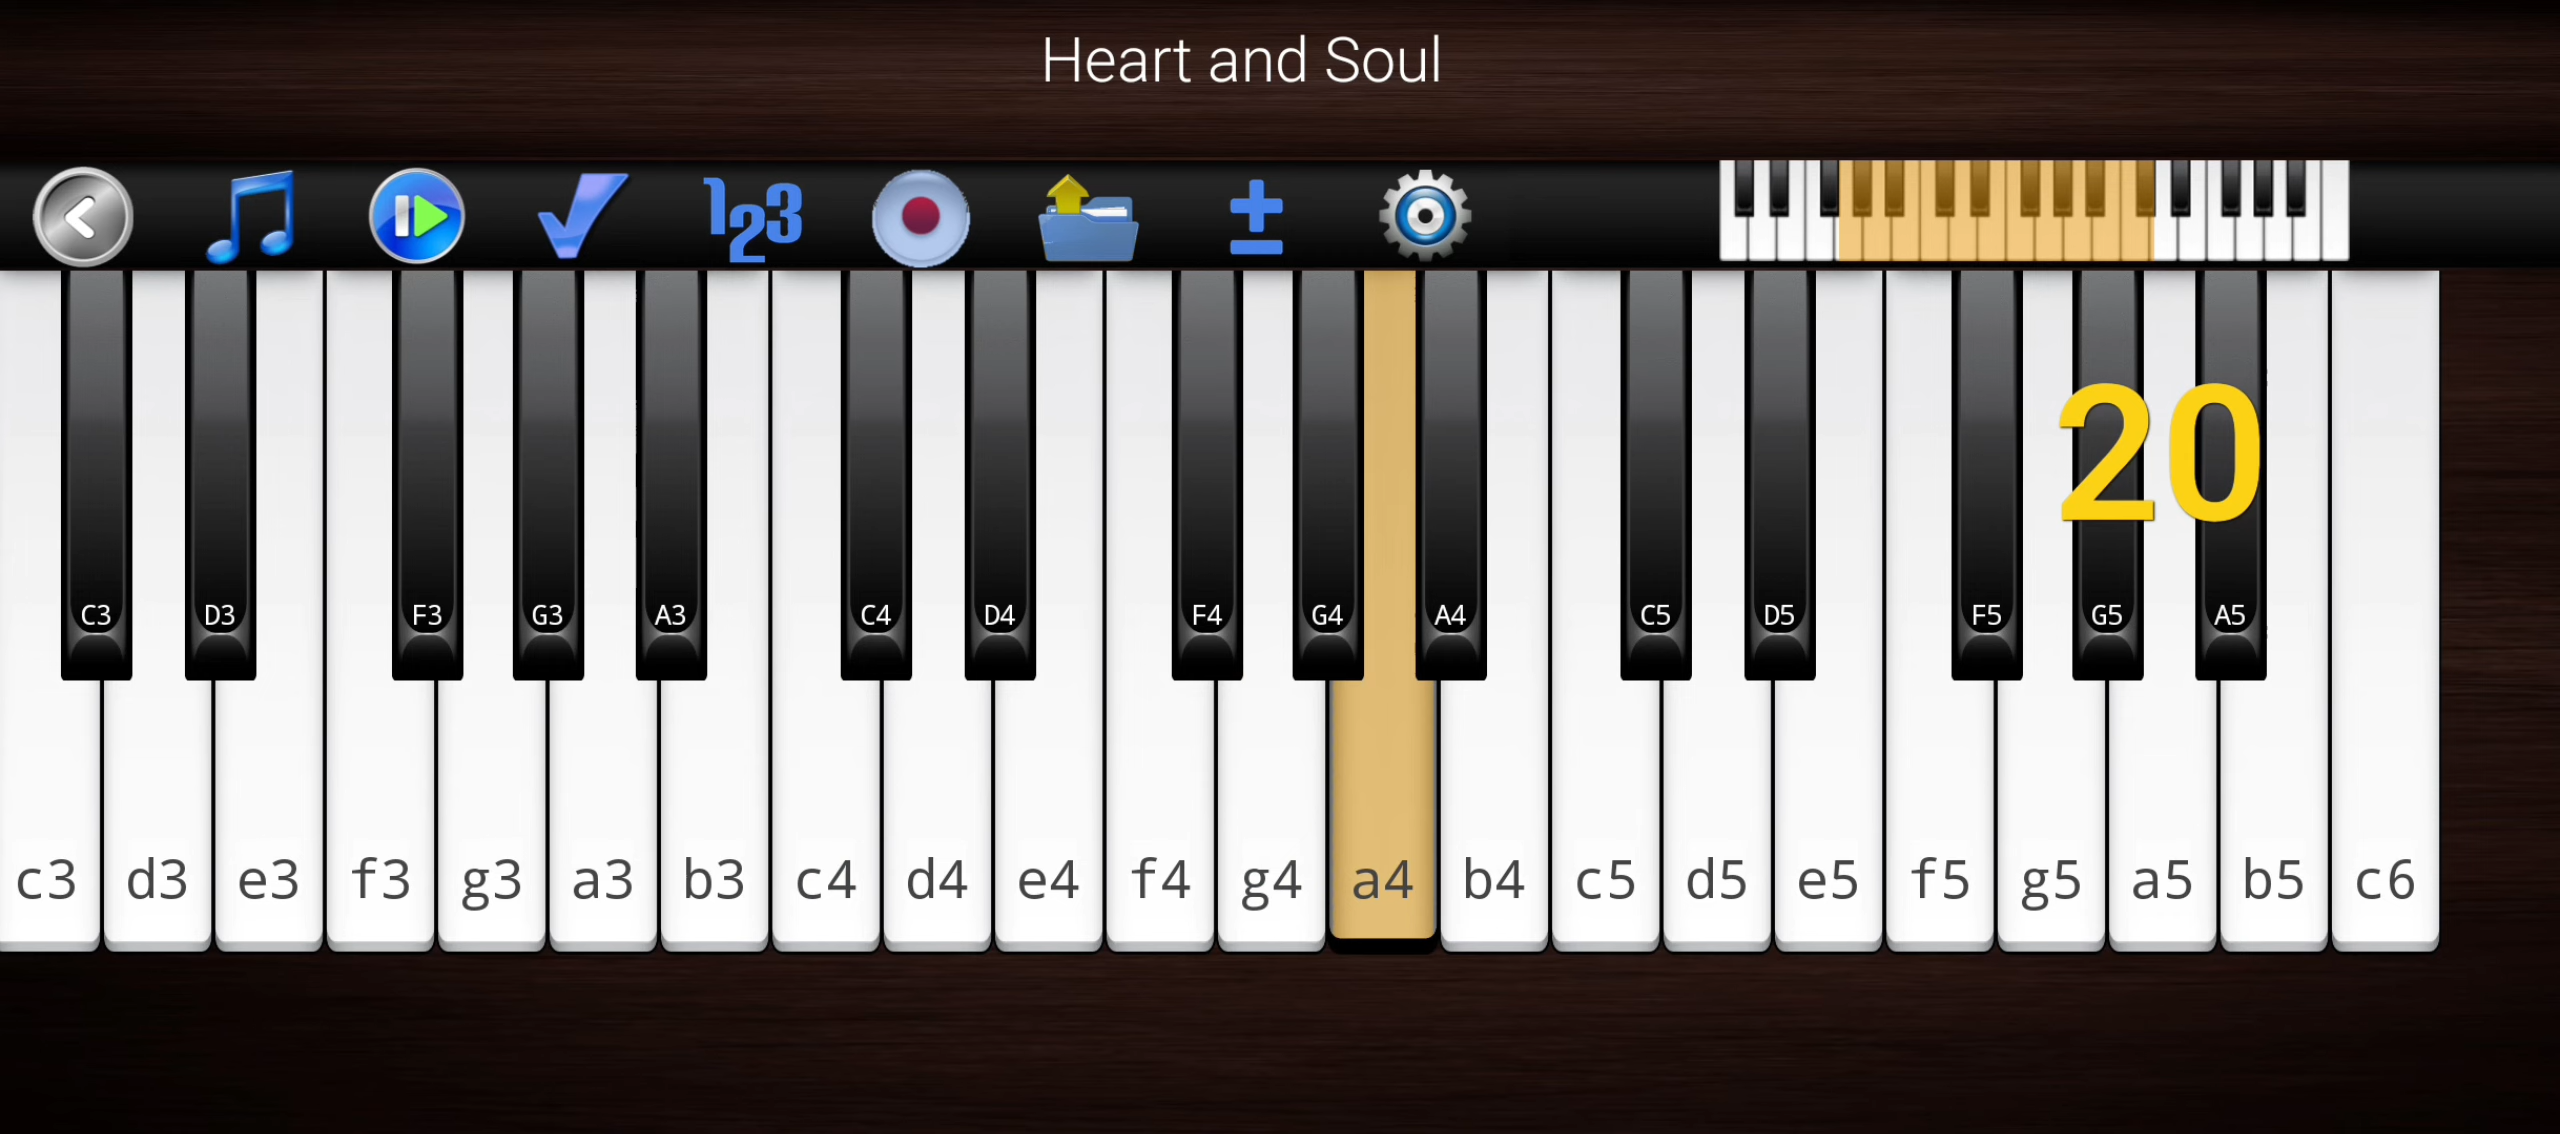 Heart and Soul
123
20
C3 D3 F3 G3 A3 C4 D4 F4 G4 A4 C5 D5 F5 G5 A5
c3 d3 e3 f3 g3 a3 b3 c4 d4 e4 f4 g4 a4 b4 c5 d5 e5 f5 g5 a5 b5 c6